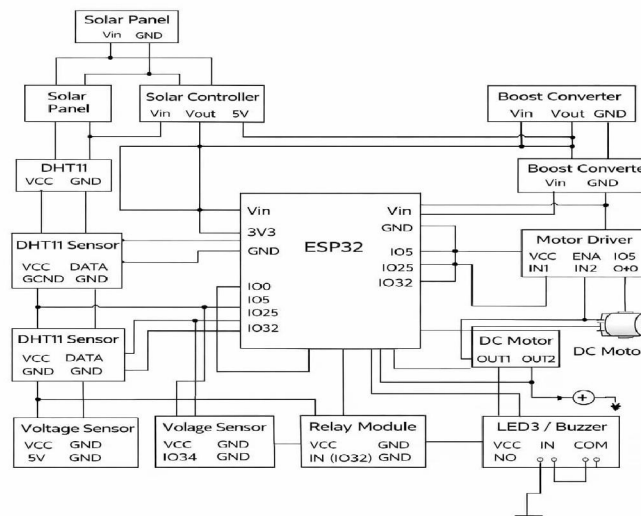 Solar Panel
Vin GND
Solar
Panel
Solar Controller
Vin Vout 5V
Boost Converter
Vin Vout GND
DHT11
VCC GND
Boost Converte
Vin GND
DHT11 Sensor
VCC DATA
GCND GND
ESP32
Vin
3V3
GND
IO0
IO5
IO25
IO32
Vin
GND
IO5
IO25
IO32
Motor Driver
VCC ENA IO5
IN1 IN2 O+0
DC Moto
DHT11 Sensor
VCC DATA
GND GND
DC Motor
OUT1 OUT2
Voltage Sensor
VCC GND
5V GND
Volage Sensor
VCC GND
IO34 GND
Relay Module
VCC GND
IN (IO32) GND
LED3 / Buzzer
VCC IN COM
NO